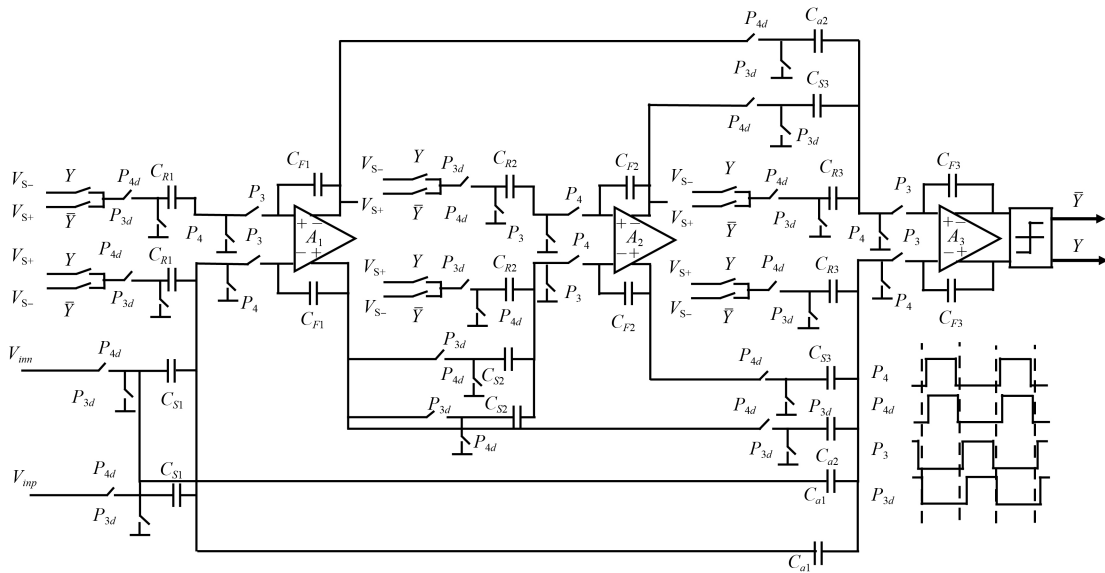 P4d
Ca2
P3d
CS3
P4d
P3d
CF1
CR1
P4d
VS−
Y
VS+
Y̅
P3d
P4
P3
P3
A1
VS−
Y
VS+
Y̅
P3d
P4d
CR2
P3
P4
P4
CF2
A2
VS−
Y
VS+
Y̅
P4d
P3d
CR3
P4
P3
P3
CF3
A3
Y̅
Y
VS+
Y
VS−
Y̅
P4d
P3d
CR1
P4
CF1
VS+
Y
VS−
Y̅
P3d
P4d
CR2
P3
CF2
VS+
Y
VS−
Y̅
P4d
P3d
CR3
P4
CF3
Vinn
P4d
P3d
CS1
P3d
P4d
CS2
P4d
CS3
P3d
P3d
CS2
P4d
P4d
P3d
Ca2
Vinp
P4d
P3d
CS1
Ca1
Ca1
P4
P4d
P3
P3d